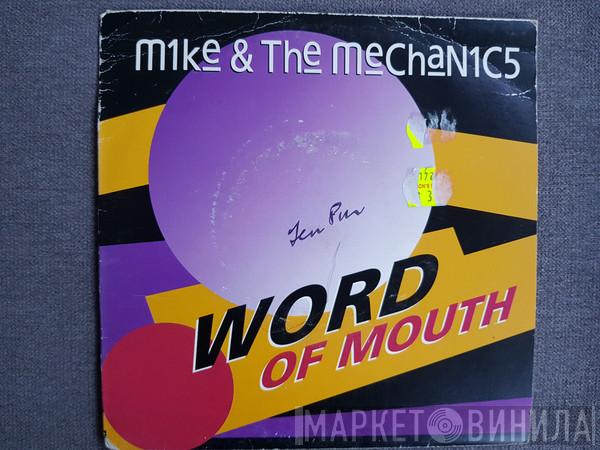 M1ke & The MeChaN1C5
WORD
OF MOUTH
МАРКЕТ ВИНИЛА